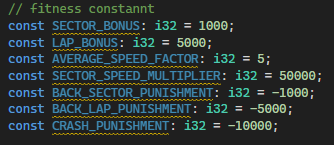 // fitness constannt
const SECTOR_BONUS: i32 = 1000;
const LAP_BONUS: i32 = 5000;
const AVERAGE_SPEED_FACTOR: i32 = 5;
const SECTOR_SPEED_MULTIPLIER: i32 = 50000;
const BACK_SECTOR_PUNISHMENT: i32 = -1000;
const BACK_LAP_PUNISHMENT: i32 = -5000;
const CRASH_PUNISHMENT: i32 = -10000;